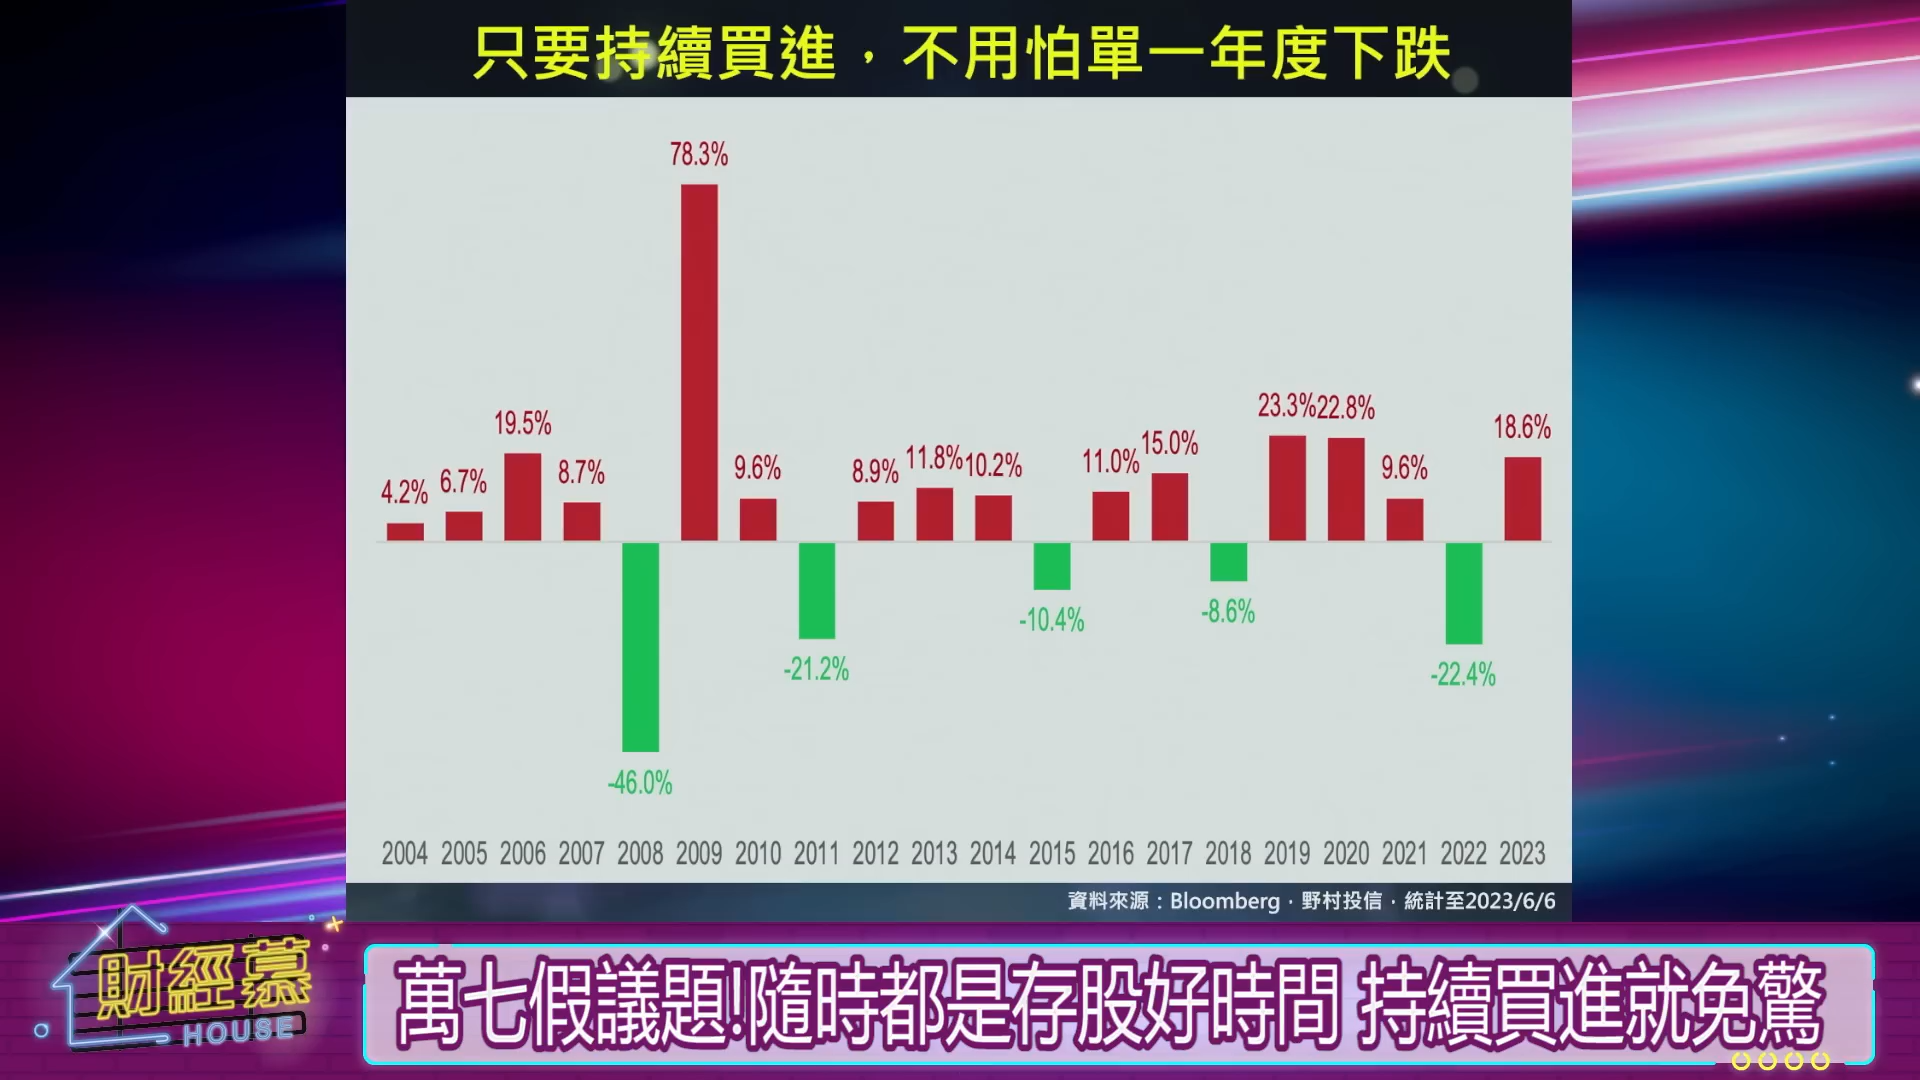 只要持續買進，不用怕單一年度下跌
78.3%
23.3% 22.8%
19.5% 18.6%
15.0%
11.8% 10.2% 11.0%
8.7% 9.6% 8.9% 9.6%
4.2% 6.7%
-10.4% -8.6%
-21.2% -22.4%
-46.0%
2004 2005 2006 2007 2008 2009 2010 2011 2012 2013 2014 2015 2016 2017 2018 2019 2020 2021 2022 2023
資料來源：Bloomberg，野村投信，統計至2023/6/6
財經慕
HOUSE
萬七假議題!隨時都是存股好時間 持續買進就免驚